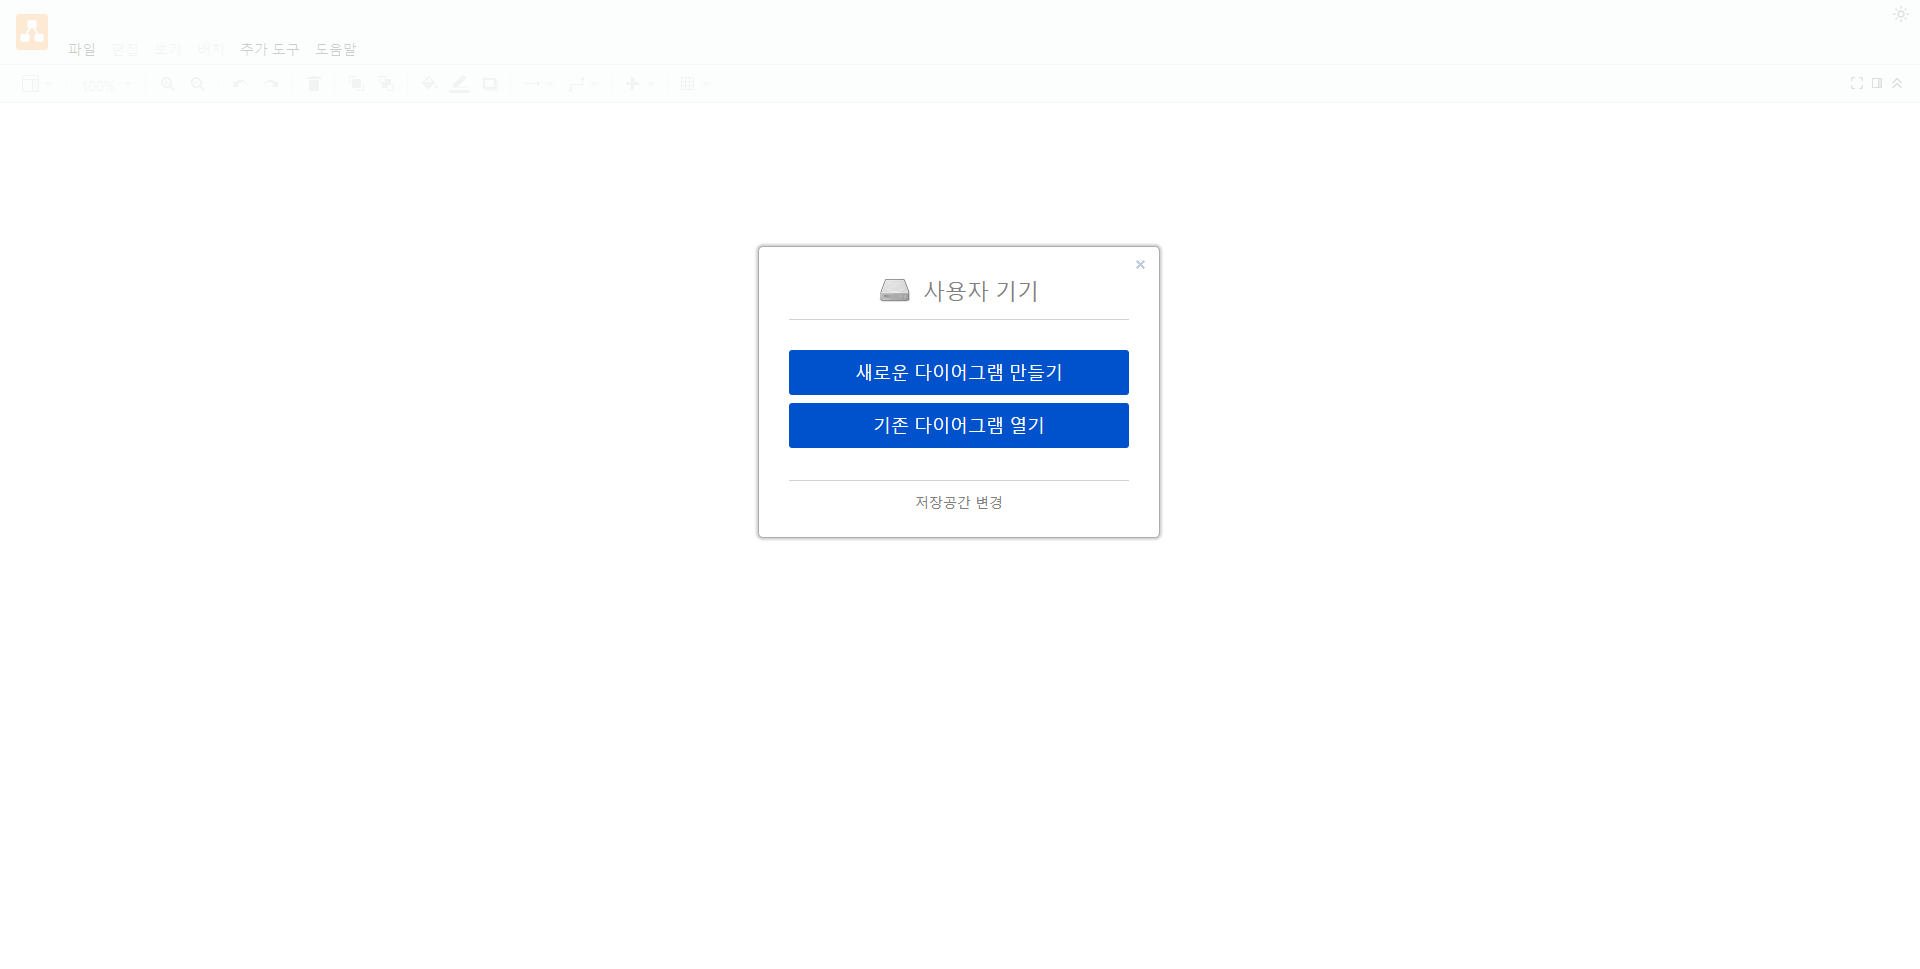 파일 편집 보기 배치 추가 도구 도움말
100%
사용자 기기
새로운 다이어그램 만들기
기존 다이어그램 열기
저장공간 변경